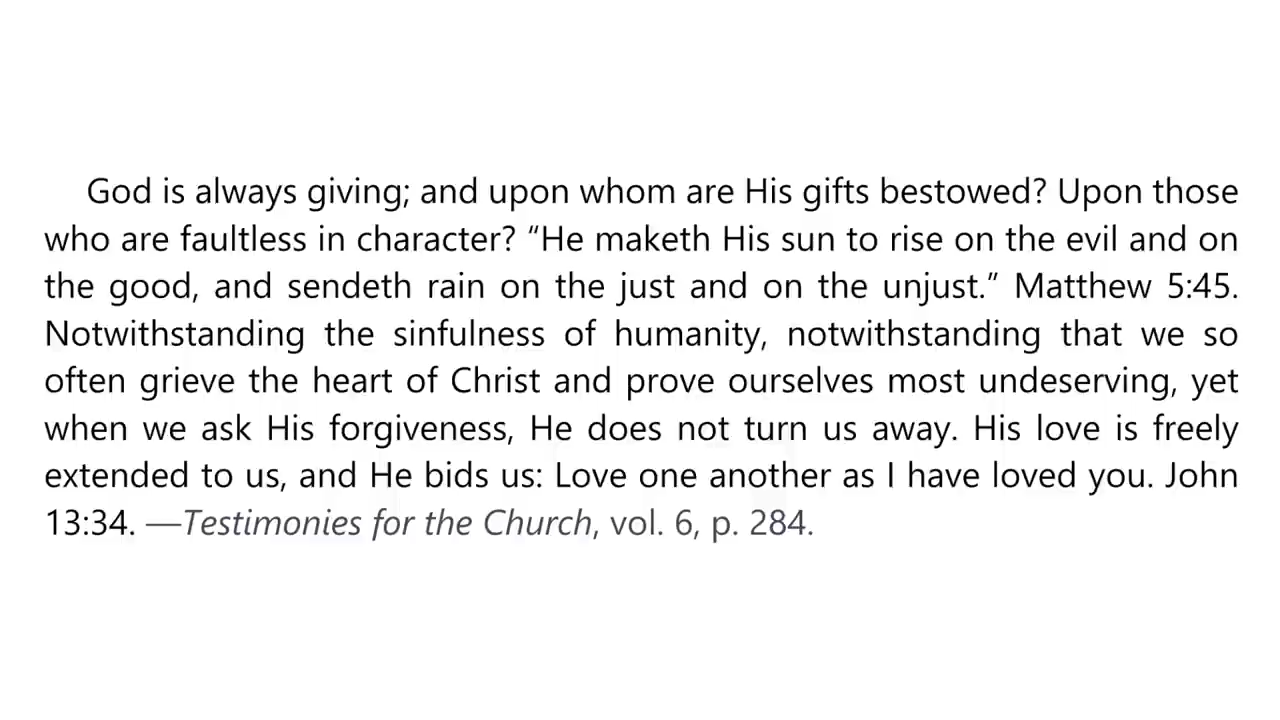 God is always giving; and upon whom are His gifts bestowed? Upon those
who are faultless in character? “He maketh His sun to rise on the evil and on
the good, and sendeth rain on the just and on the unjust.” Matthew 5:45.
Notwithstanding the sinfulness of humanity, notwithstanding that we so
often grieve the heart of Christ and prove ourselves most undeserving, yet
when we ask His forgiveness, He does not turn us away. His love is freely
extended to us, and He bids us: Love one another as I have loved you. John
13:34. —Testimonies for the Church, vol. 6, p. 284.